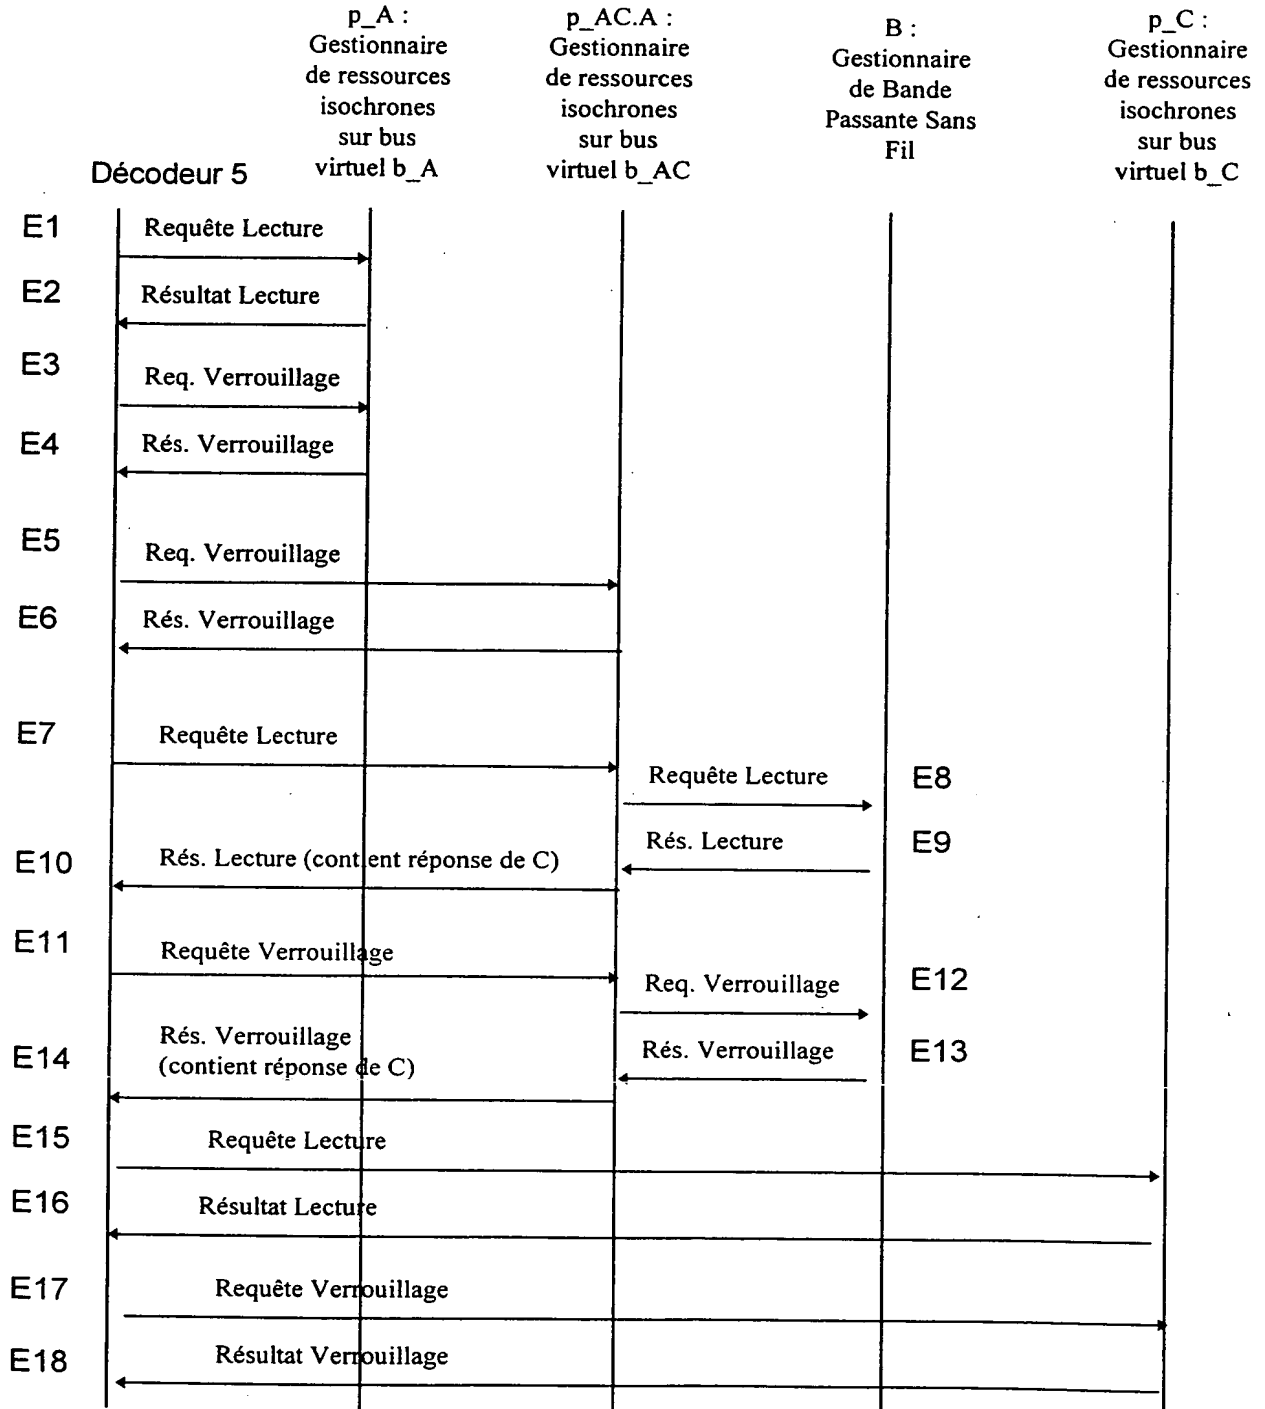 p_A :
Gestionnaire
de ressources
isochrones
sur bus
virtuel b_A
p_AC.A :
Gestionnaire
de ressources
isochrones
sur bus
virtuel b_AC
B :
Gestionnaire
de Bande
Passante Sans
Fil
p_C :
Gestionnaire
de ressources
isochrones
sur bus
virtuel b_C
Décodeur 5
E1
Requête Lecture
E2
Résultat Lecture
E3
Req. Verrouillage
E4
Rés. Verrouillage
E5
Req. Verrouillage
E6
Rés. Verrouillage
E7
Requête Lecture
Requête Lecture
E8
Rés. Lecture
E9
E10
Rés. Lecture (contient réponse de C)
E11
Requête Verrouillage
Req. Verrouillage
E12
Rés. Verrouillage
(contient réponse de C)
E14
Rés. Verrouillage
E13
E15
Requête Lecture
E16
Résultat Lecture
E17
Requête Verrouillage
E18
Résultat Verrouillage